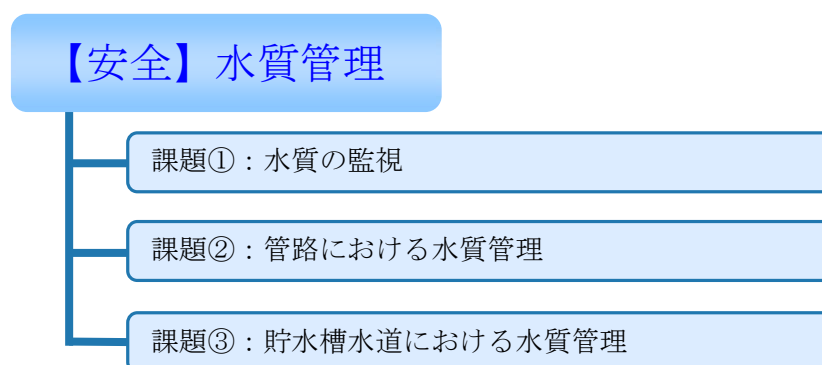 【安全】水質管理
課題①：水質の監視
課題②：管路における水質管理
課題③：貯水槽水道における水質管理